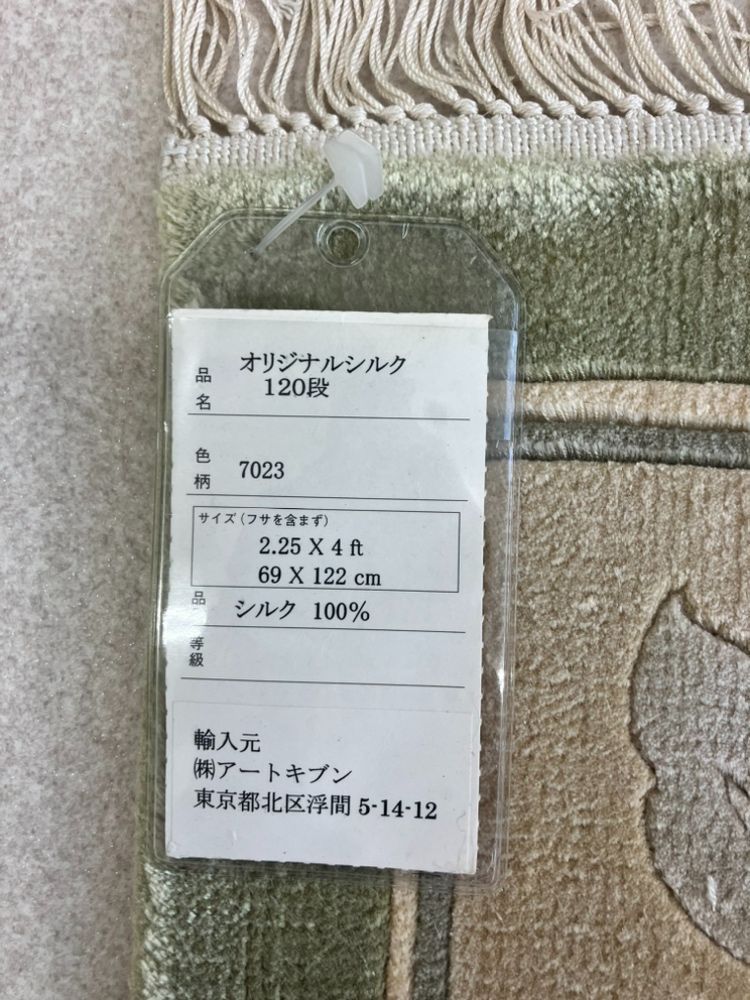 品名 オリジナルシルク
120段
色柄 7023
サイズ(フサを含まず)
2.25 X 4 ft
69 X 122 cm
品 シルク 100%
等級
輸入元
㈱アートキブン
東京都北区浮間 5-14-12